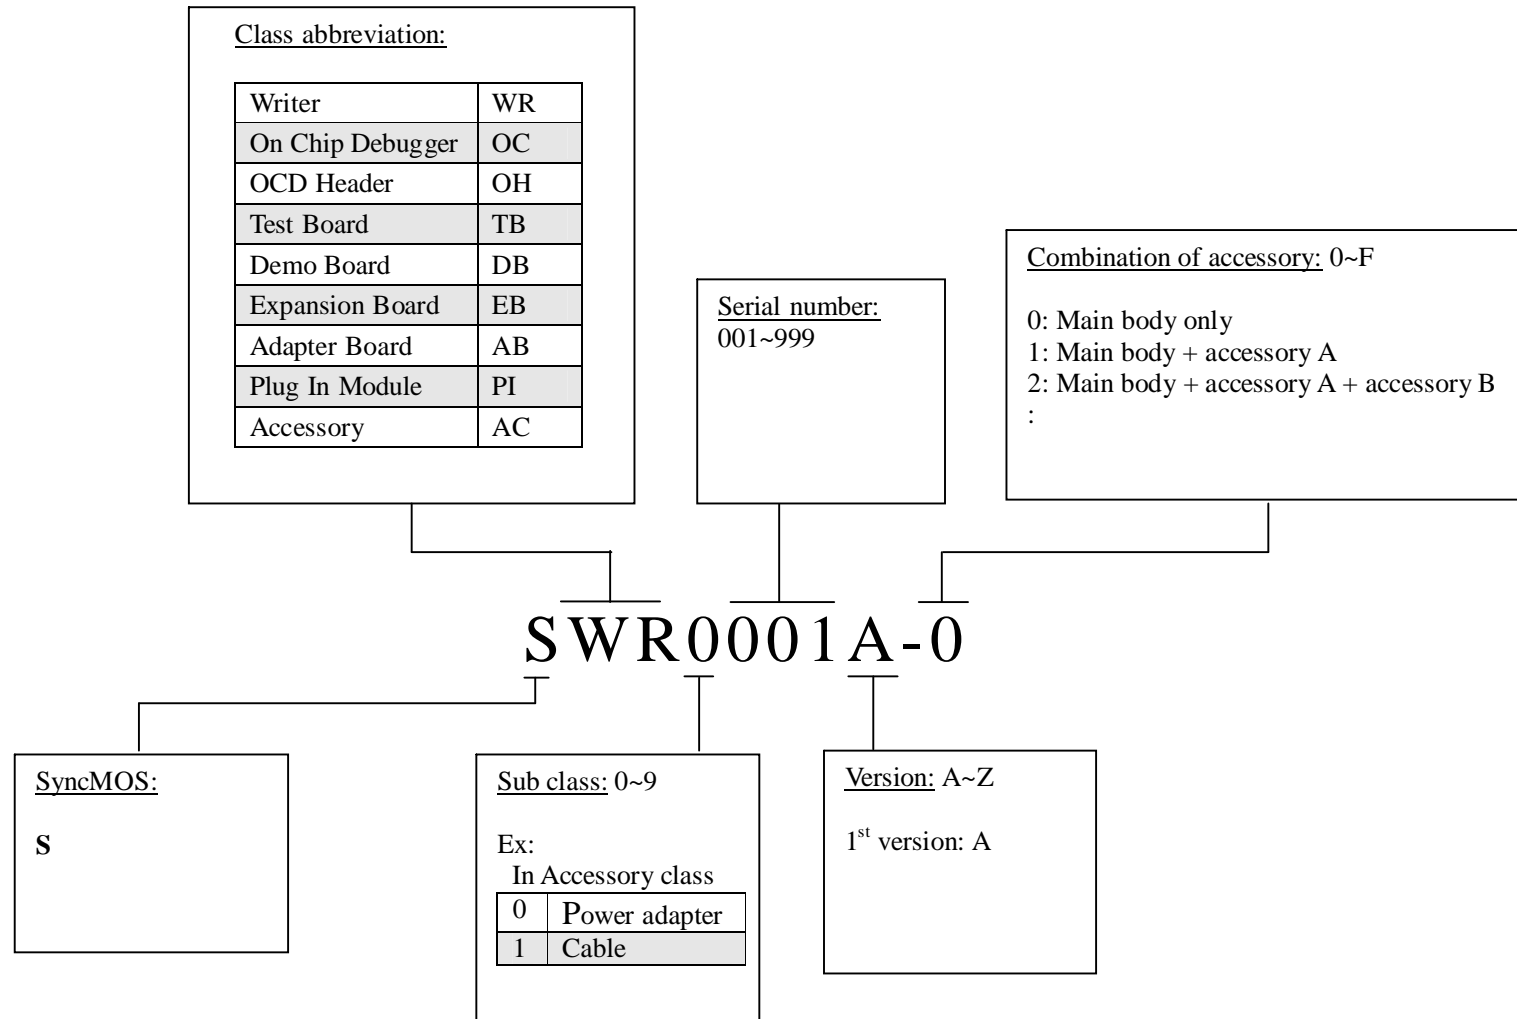 Class abbreviation:
Writer WR
On Chip Debugger OC
OCD Header OH
Test Board TB
Demo Board DB
Expansion Board EB
Adapter Board AB
Plug In Module PI
Accessory AC
Serial number:
001~999
Combination of accessory: 0~F
0: Main body only
1: Main body + accessory A
2: Main body + accessory A + accessory B
:
SWR0001A-0
SyncMOS:
S
Sub class: 0~9
Ex:
In Accessory class
0 Power adapter
1 Cable
Version: A~Z
1st version: A